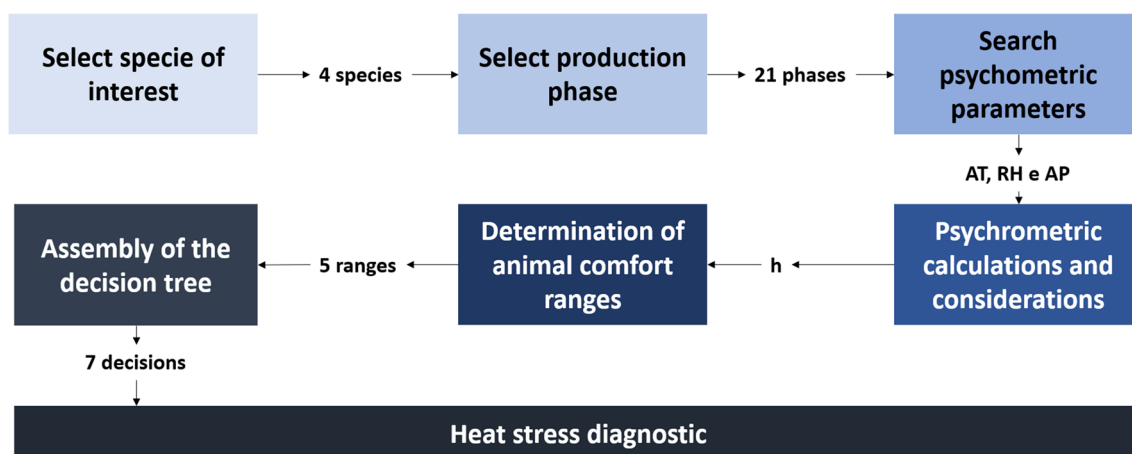 Select specie of
interest
4 species
Select production
phase
21 phases
Search
psychometric
parameters
AT, RH e AP
Psychrometric
calculations and
considerations
h
Determination of
animal comfort
ranges
5 ranges
Assembly of the
decision tree
7 decisions
Heat stress diagnostic